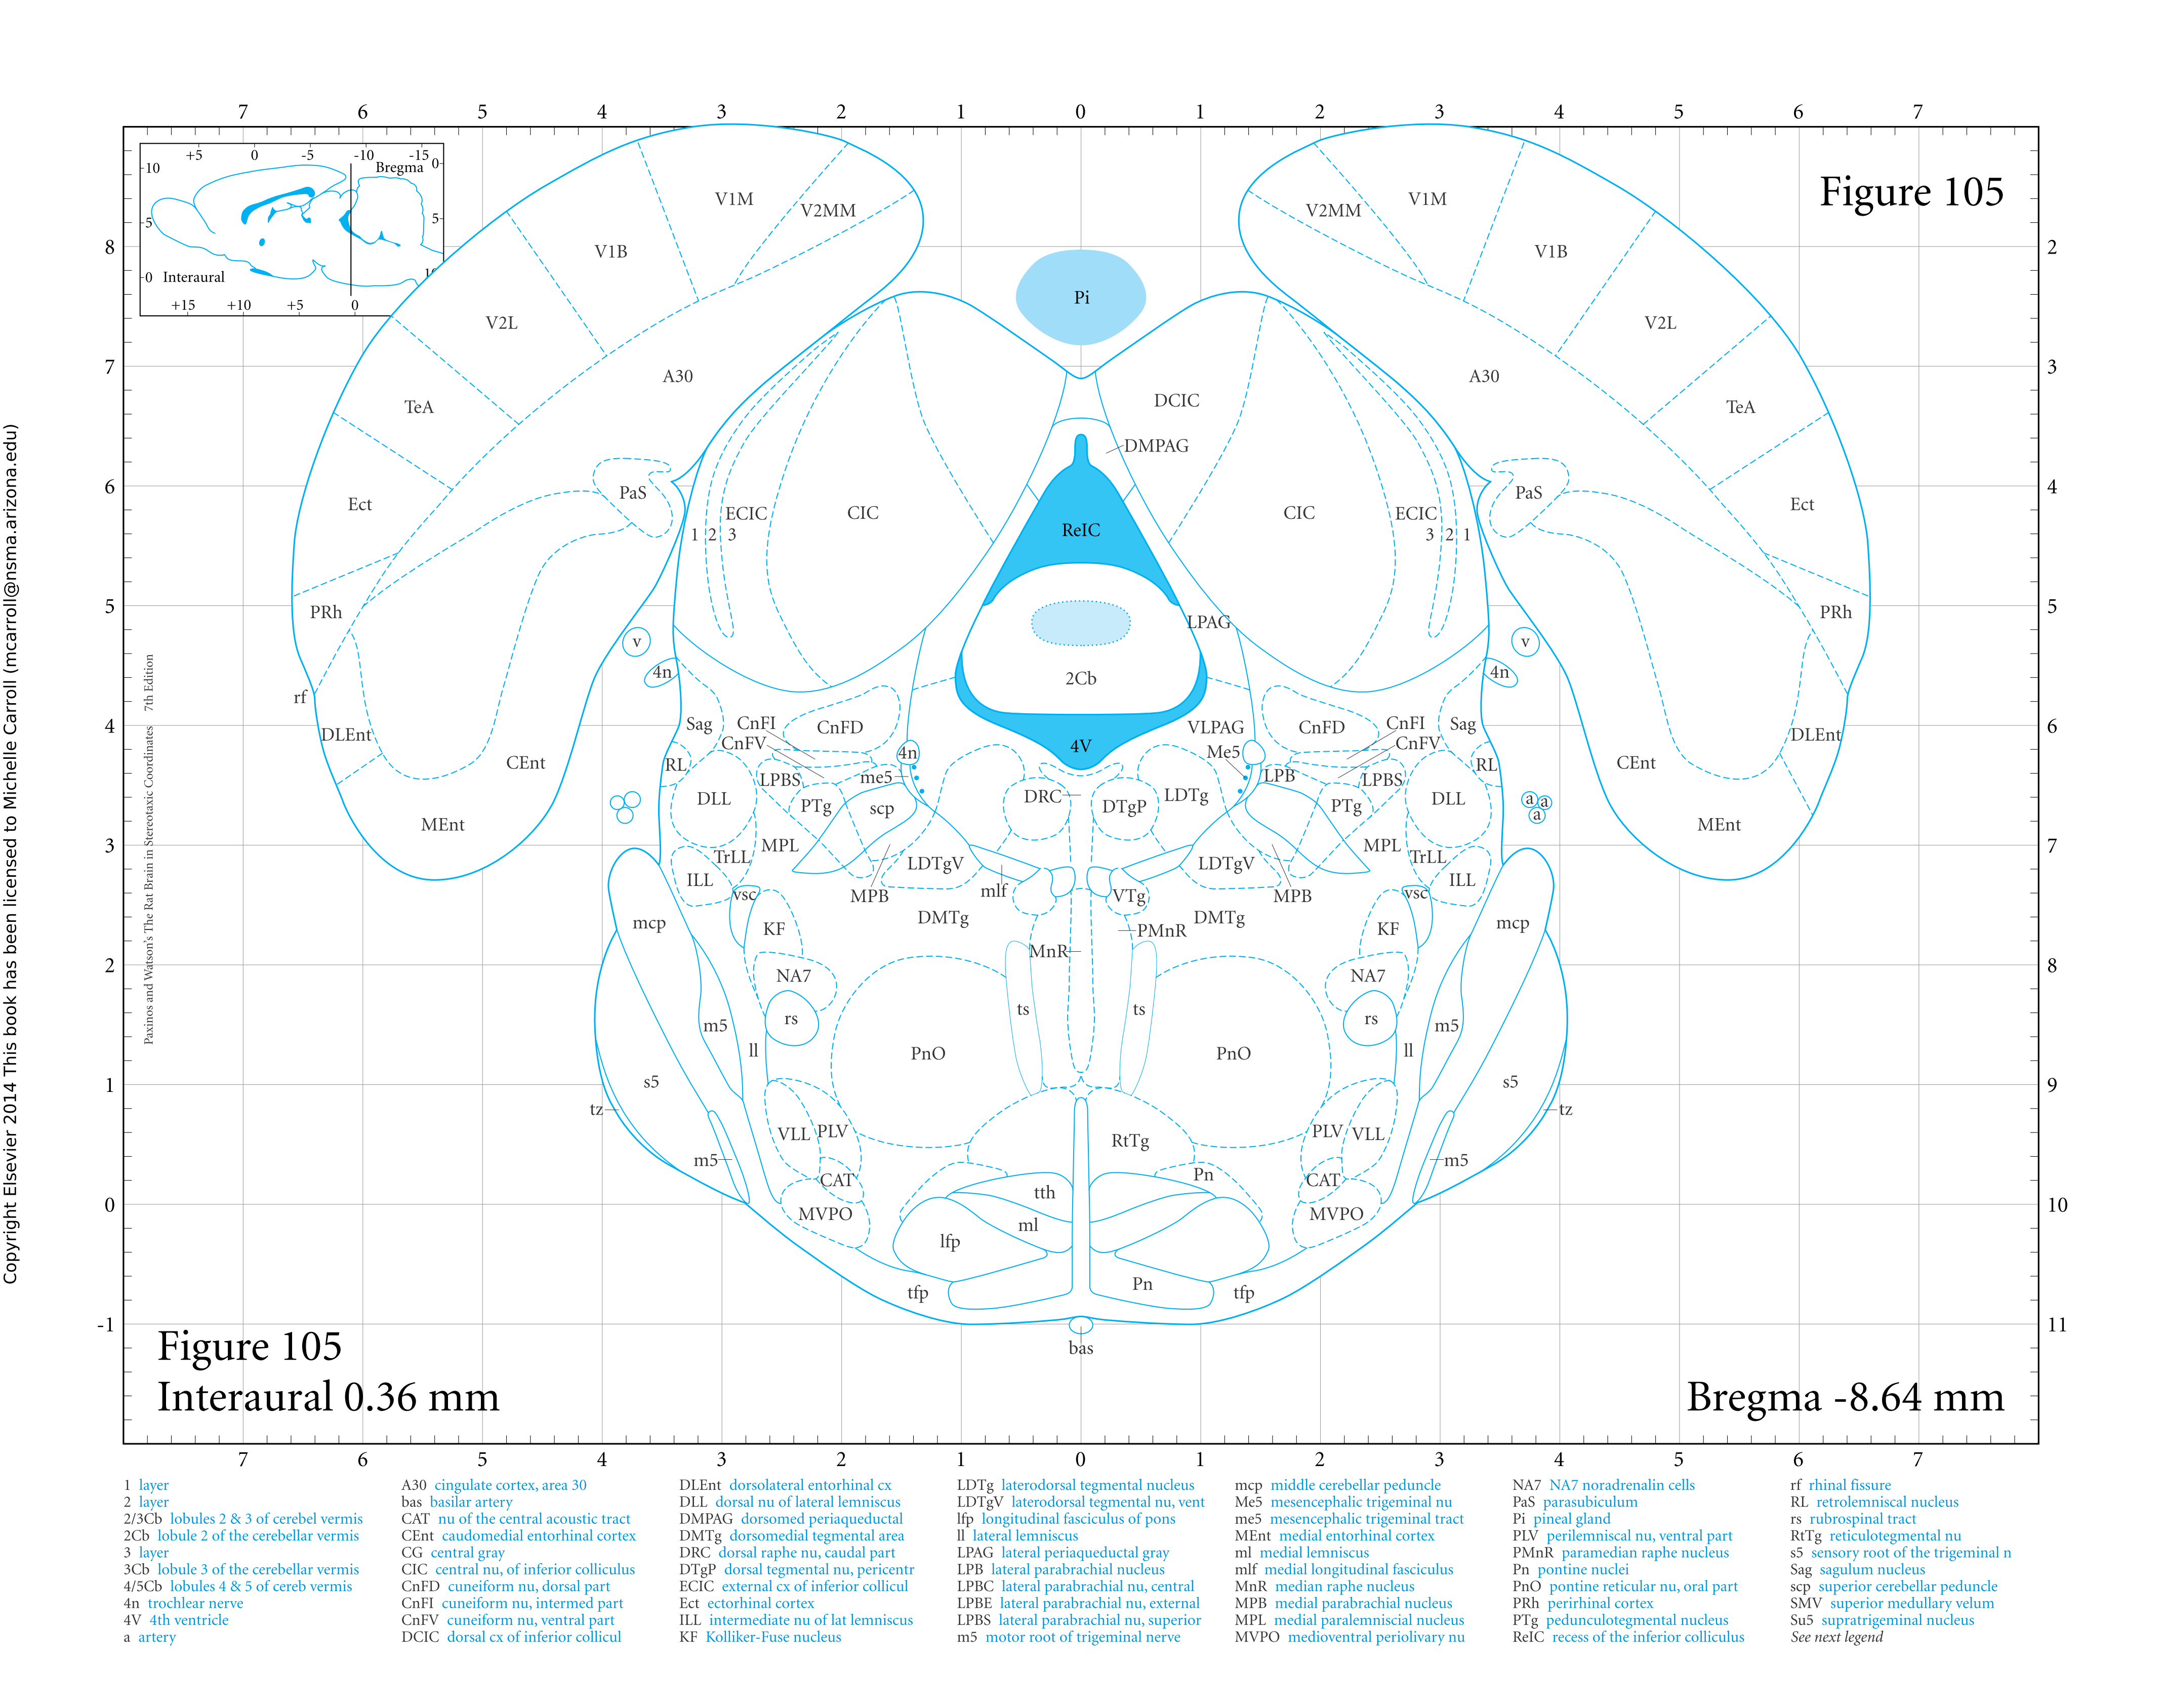 7 6 5 4 3 2 1 0 1 2 3 4 5 6 7
+5 0 -5 -10 -15
10 Bregma 0
5 5
0 Interaural
+15 +10 +5 0
Figure 105
V1M V2MM V2MM V1M
V1B V1B
8 2
Pi
V2L V2L
7 3
A30 A30
TeA DCIC TeA
DMPAG
6 4
Ect PaS ECIC CIC CIC ECIC PaS Ect
1 2 3 ReIC 3 2 1
5 5
PRh LPAG PRh
v v
4n 2Cb 4n
rf
4 6
DLEnt Sag CnFI CnFD VLPAG CnFD CnFI Sag DLEnt
CnFV 4n 4V Me5 CnFV
CEnt RL LPBS me5 LPB LPBS RL CEnt
DLL PTg scp DRC DTgP LDTg PTg DLL a a
a
MEnt MEnt
3 7
MPL MPL
TrLL LDTgV LDTgV TrLL
ILL ILL
vsc MPB mlf VTg MPB vsc
mcp KF DMTg DMTg KF mcp
MnR PMnR
2 8
NA7 NA7
rs ts ts rs
m5 m5
ll PnO PnO ll
s5 s5
1 9
tz tz
VLL PLV RtTg PLV VLL
m5 m5
CAT Pn CAT
0 10
tth
MVPO ml MVPO
lfp
Pn
tfp tfp
-1 11
bas
Figure 105
Interaural 0.36 mm
Bregma -8.64 mm
7 6 5 4 3 2 1 0 1 2 3 4 5 6 7
Copyright Elsevier 2014 This book has been licensed to Michelle Carroll (mcarroll@nsma.arizona.edu)
Paxinos and Watson's The Rat Brain in Stereotaxic Coordinates 7th Edition
1 layer
2 layer
2/3Cb lobules 2 & 3 of cerebel vermis
2Cb lobule 2 of the cerebellar vermis
3 layer
3Cb lobule 3 of the cerebellar vermis
4/5Cb lobules 4 & 5 of cereb vermis
4n trochlear nerve
4V 4th ventricle
a artery
A30 cingulate cortex, area 30
bas basilar artery
CAT nu of the central acoustic tract
CEnt caudomedial entorhinal cortex
CG central gray
CIC central nu, of inferior colliculus
CnFD cuneiform nu, dorsal part
CnFI cuneiform nu, intermed part
CnFV cuneiform nu, ventral part
DCIC dorsal cx of inferior collicul
DLEnt dorsolateral entorhinal cx
DLL dorsal nu of lateral lemniscus
DMPAG dorsomed periaqueductal
DMTg dorsomedial tegmental area
DRC dorsal raphe nu, caudal part
DTgP dorsal tegmental nu, pericentr
ECIC external cx of inferior collicul
Ect ectorhinal cortex
ILL intermediate nu of lat lemniscus
KF Kolliker-Fuse nucleus
LDTg laterodorsal tegmental nucleus
LDTgV laterodorsal tegmental nu, vent
lfp longitudinal fasciculus of pons
ll lateral lemniscus
LPAG lateral periaqueductal gray
LPB lateral parabrachial nucleus
LPBC lateral parabrachial nu, central
LPBE lateral parabrachial nu, external
LPBS lateral parabrachial nu, superior
m5 motor root of trigeminal nerve
mcp middle cerebellar peduncle
Me5 mesencephalic trigeminal nu
me5 mesencephalic trigeminal tract
MEnt medial entorhinal cortex
ml medial lemniscus
mlf medial longitudinal fasciculus
MnR median raphe nucleus
MPB medial parabrachial nucleus
MPL medial paralemniscial nucleus
MVPO medioventral periolivary nu
NA7 NA7 noradrenalin cells
PaS parasubiculum
Pi pineal gland
PLV perilemniscal nu, ventral part
PMnR paramedian raphe nucleus
Pn pontine nuclei
PnO pontine reticular nu, oral part
PRh perirhinal cortex
PTg pedunculotegmental nucleus
ReIC recess of the inferior colliculus
rf rhinal fissure
RL retrolemniscal nucleus
rs rubrospinal tract
RtTg reticulotegmental nu
s5 sensory root of the trigeminal n
Sag sagulum nucleus
scp superior cerebellar peduncle
SMV superior medullary velum
Su5 supratrigeminal nucleus
See next legend